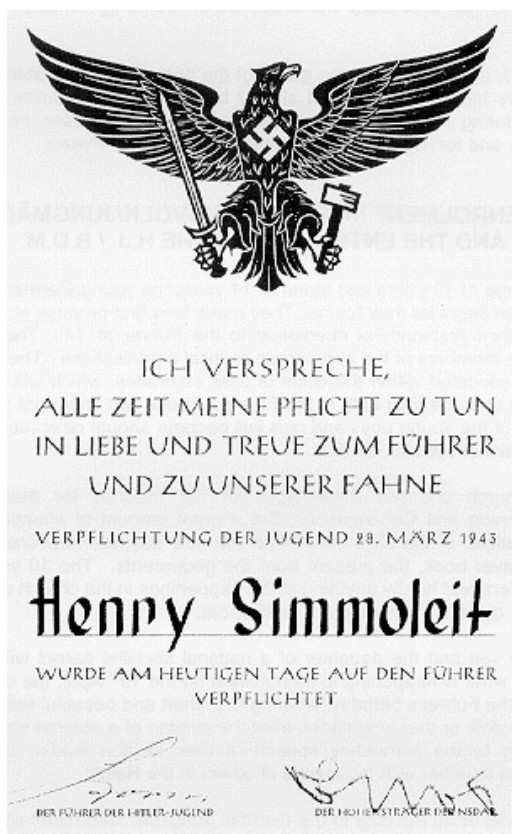 ICH VERSPRECHE,
ALLE ZEIT MEINE PFLICHT ZU TUN
IN LIEBE UND TREUE ZUM FÜHRER
UND ZU UNSERER FAHNE
VERPFLICHTUNG DER JUGEND 28. MÄRZ 1943
Henry Simmoleit
WURDE AM HEUTIGEN TAGE AUF DEN FÜHRER
VERPFLICHTET
DER FÜHRER DER HITLER-JUGEND
DER HOHEITSTRÄGER DER NSDAP